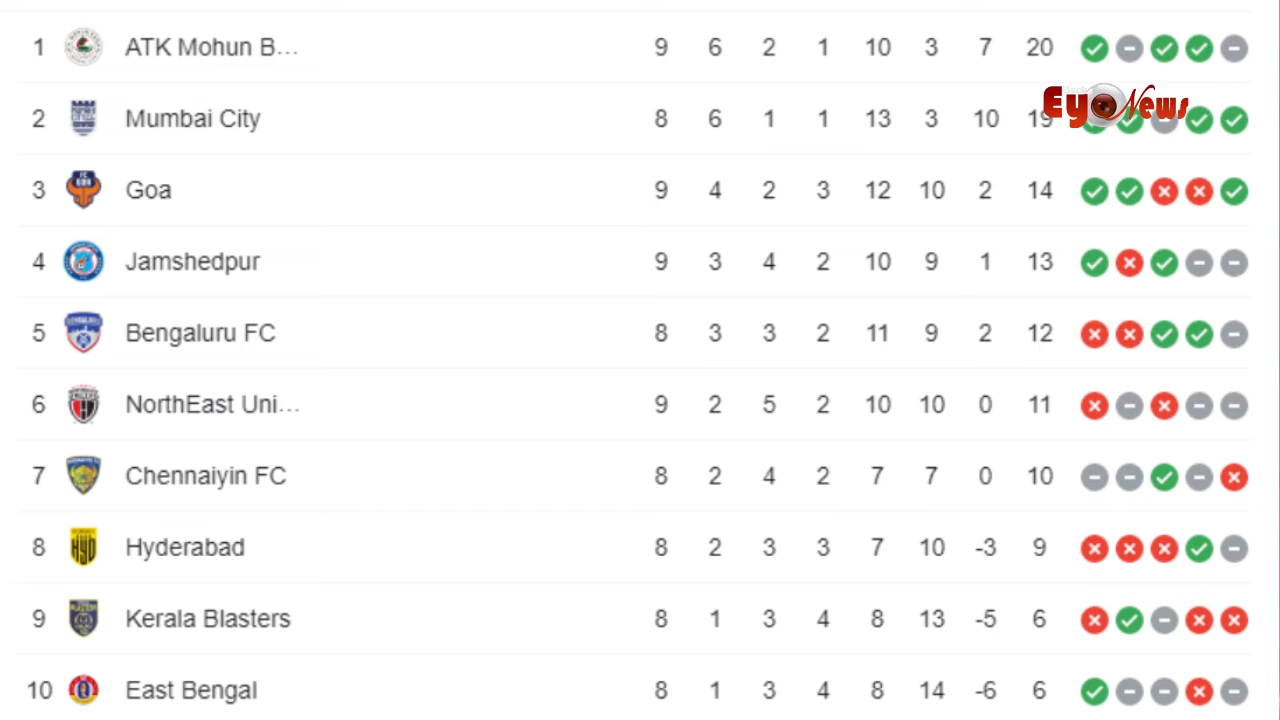 1 ATK Mohun B... 9 6 2 1 10 3 7 20
2 Mumbai City 8 6 1 1 13 3 10 19
EyeNews
3 Goa 9 4 2 3 12 10 2 14
4 Jamshedpur 9 3 4 2 10 9 1 13
5 Bengaluru FC 8 3 3 2 11 9 2 12
6 NorthEast Uni... 9 2 5 2 10 10 0 11
7 Chennaiyin FC 8 2 4 2 7 7 0 10
8 Hyderabad 8 2 3 3 7 10 -3 9
9 Kerala Blasters 8 1 3 4 8 13 -5 6
10 East Bengal 8 1 3 4 8 14 -6 6